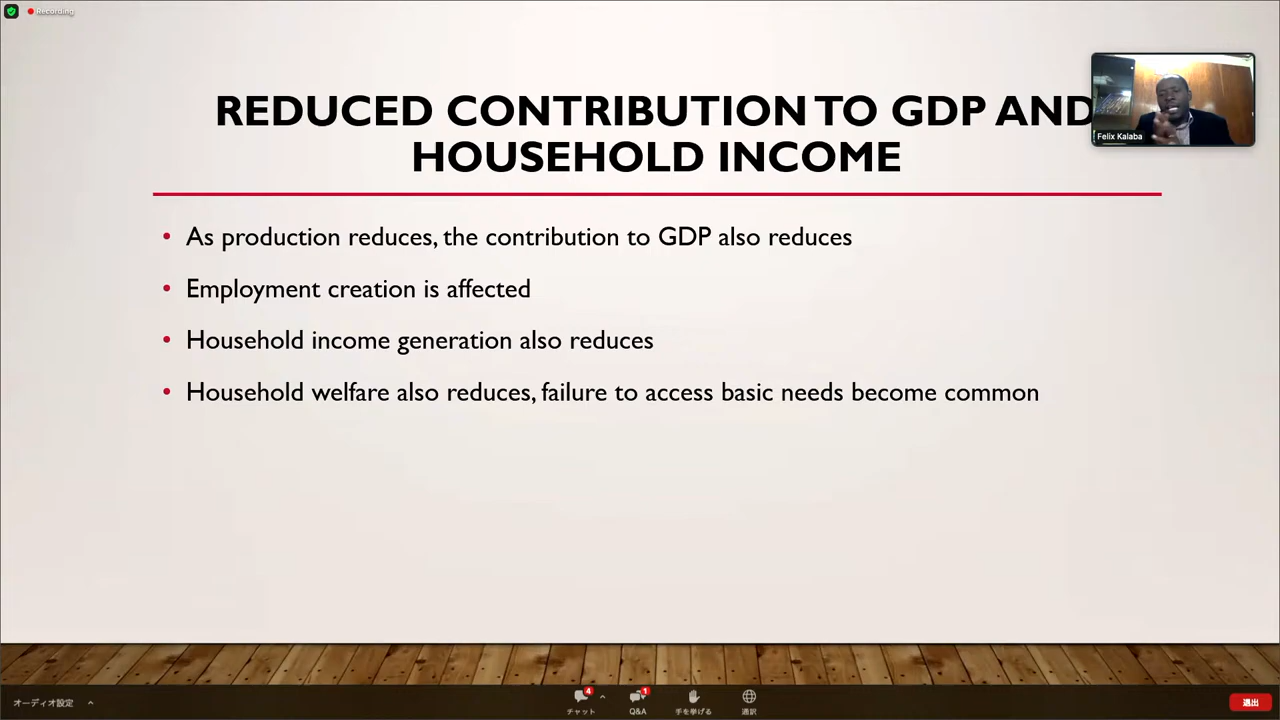 Recording
REDUCED CONTRIBUTION TO GDP AND
HOUSEHOLD INCOME
Felix Kalaba
• As production reduces, the contribution to GDP also reduces
• Employment creation is affected
• Household income generation also reduces
• Household welfare also reduces, failure to access basic needs become common
オーディオ設定
4
チャット
1
Q&A
手を挙げる
通訳
退出